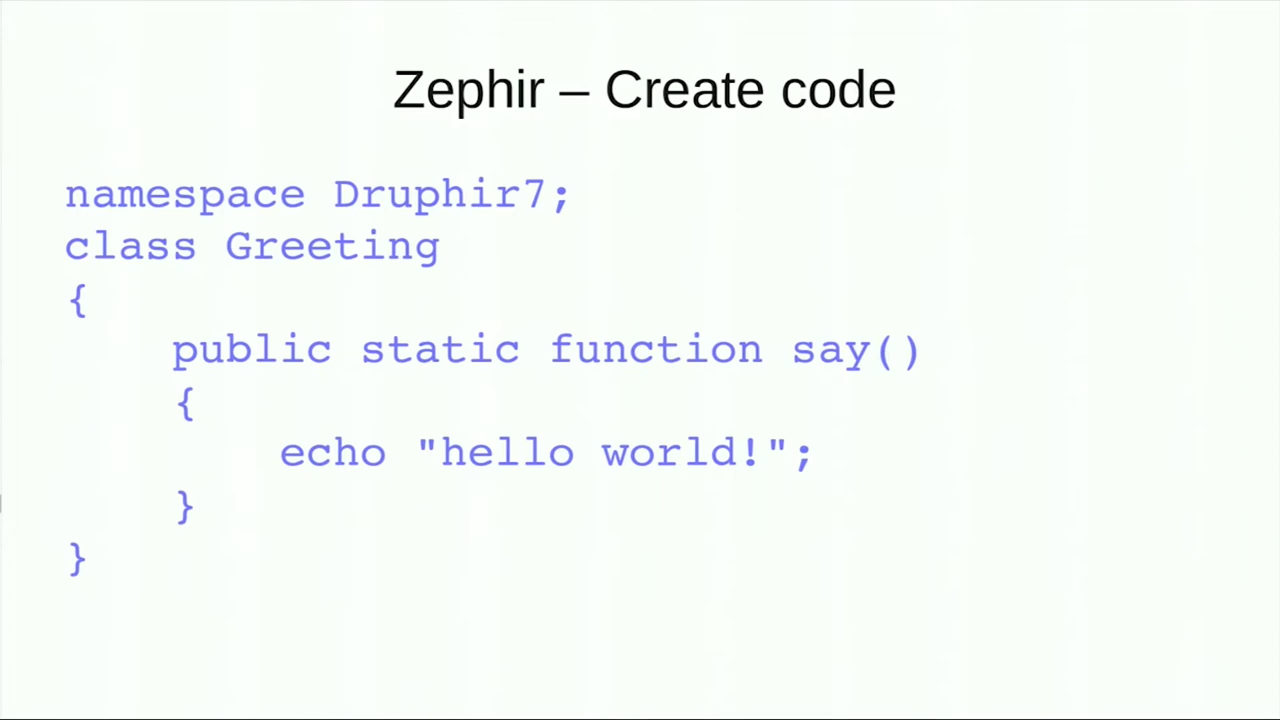 Zephir – Create code
namespace Druphir7;
class Greeting
{
    public static function say()
    {
        echo "hello world!";
    }
}